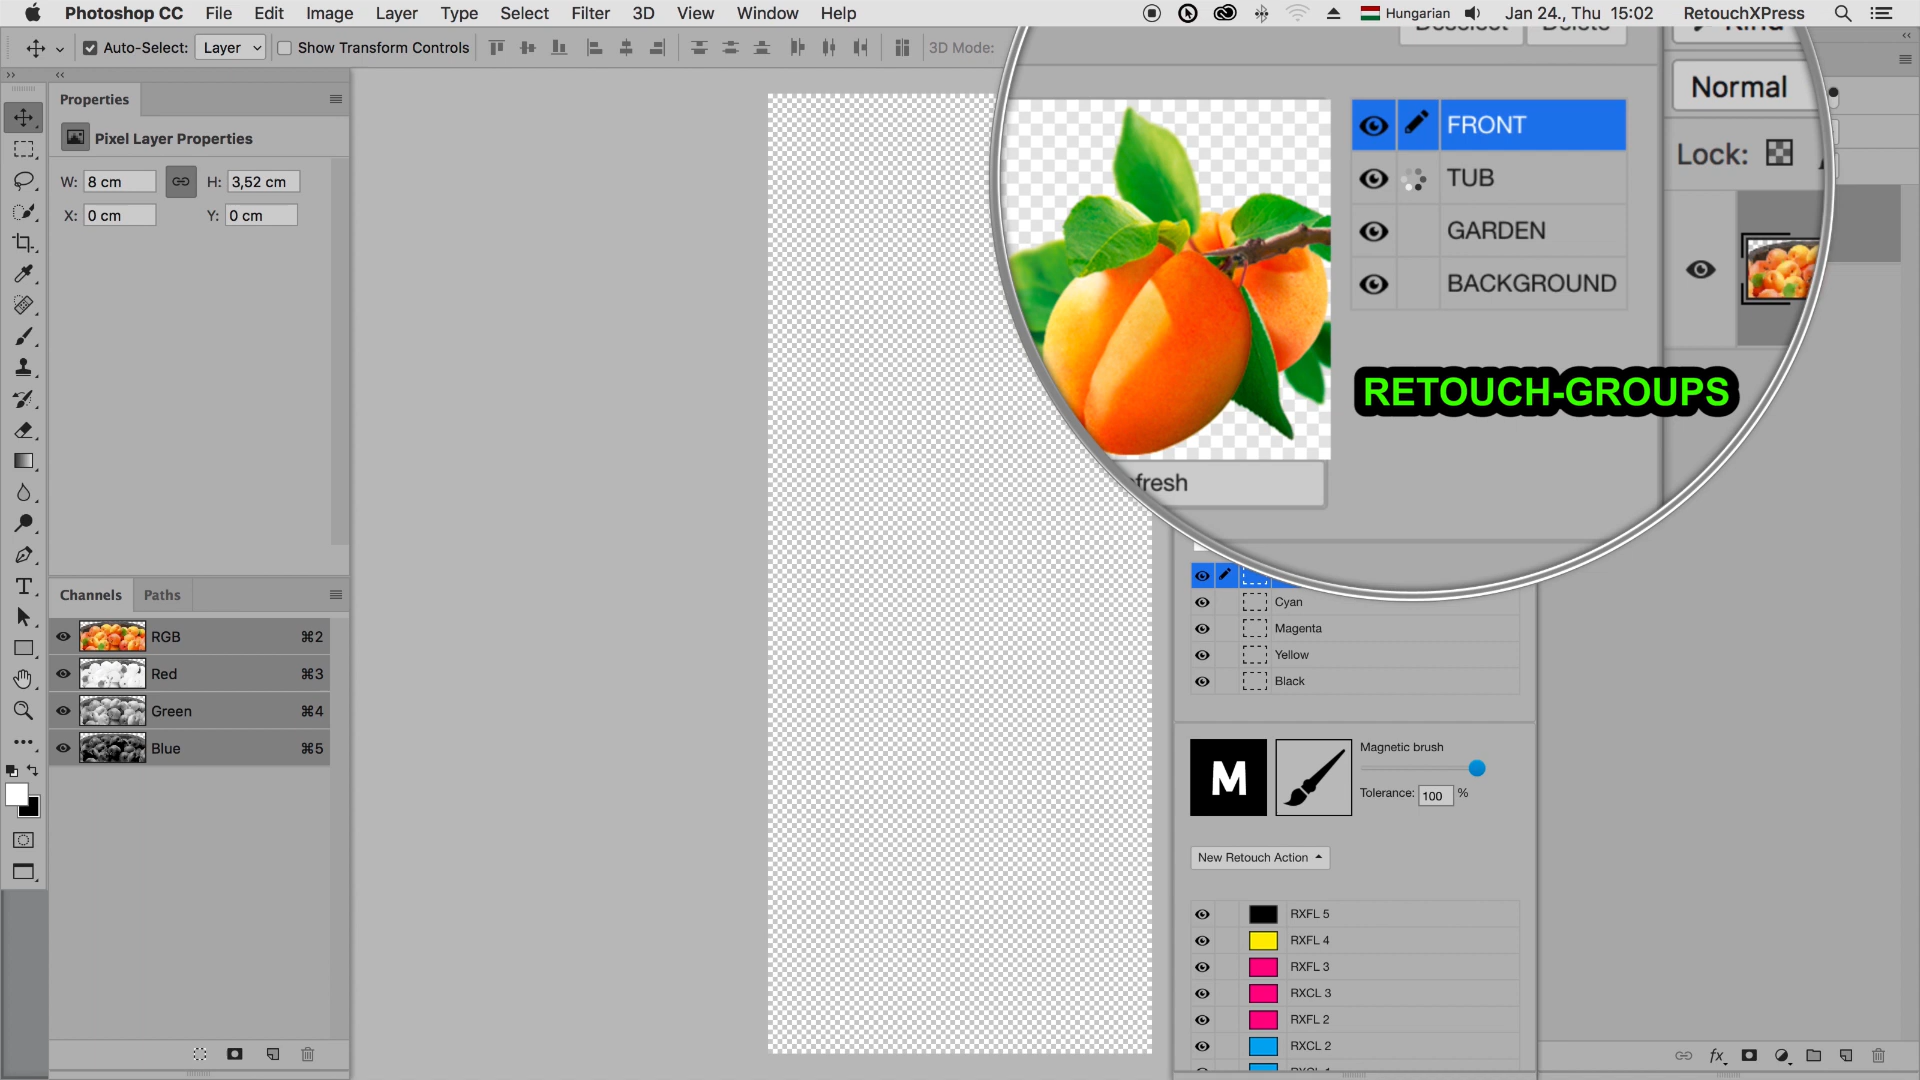 Photoshop CC File Edit Image Layer Type Select Filter 3D View Window Help Hungarian Jan 24., Thu 15:02 RetouchXPress
Auto-Select: Layer Show Transform Controls 3D Mode:
Properties
Pixel Layer Properties
W: 8 cm H: 3,52 cm
X: 0 cm Y: 0 cm
Channels Paths
RGB ⌘2
Red ⌘3
Green ⌘4
Blue ⌘5
Normal
Lock:
FRONT
TUB
GARDEN
BACKGROUND
RETOUCH-GROUPS
Cyan
Magenta
Yellow
Black
M
Magnetic brush
Tolerance: 100 %
New Retouch Action
RXFL 5
RXFL 4
RXFL 3
RXCL 3
RXFL 2
RXCL 2
fx